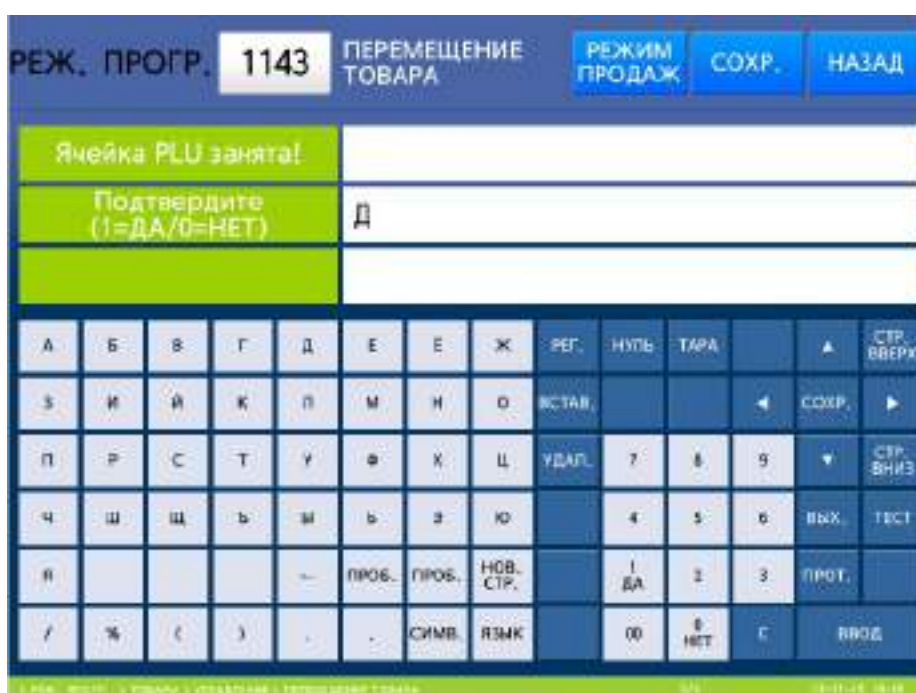 РЕЖ. ПРОГР. 1143 ПЕРЕМЕЩЕНИЕ ТОВАРА РЕЖИМ ПРОДАЖ СОХР. НАЗАД
Ячейка PLU занята!
Подтвердите
(1=ДА/0=НЕТ) Д
А Б В Г Д Е Ё Ж РЕГ. НУЛЬ ТАРА ▲ СТР. ВВЕРХ
З И Й К Л М Н О ВСТАВ. ◄ СОХР. ►
П Р С Т У Ф Х Ц УДАЛ. 7 8 9 ▼ СТР. ВНИЗ
Ч Ш Щ Ъ Ы Ь Э Ю 4 5 6 ВЫХ. ТЕСТ
Я ПРОБ. ПРОБ. НОВ. СТР. 1 ДА 2 3 ПРОТ.
/ % ( ) . СИМВ. ЯЗЫК 00 0 НЕТ С ВВОД